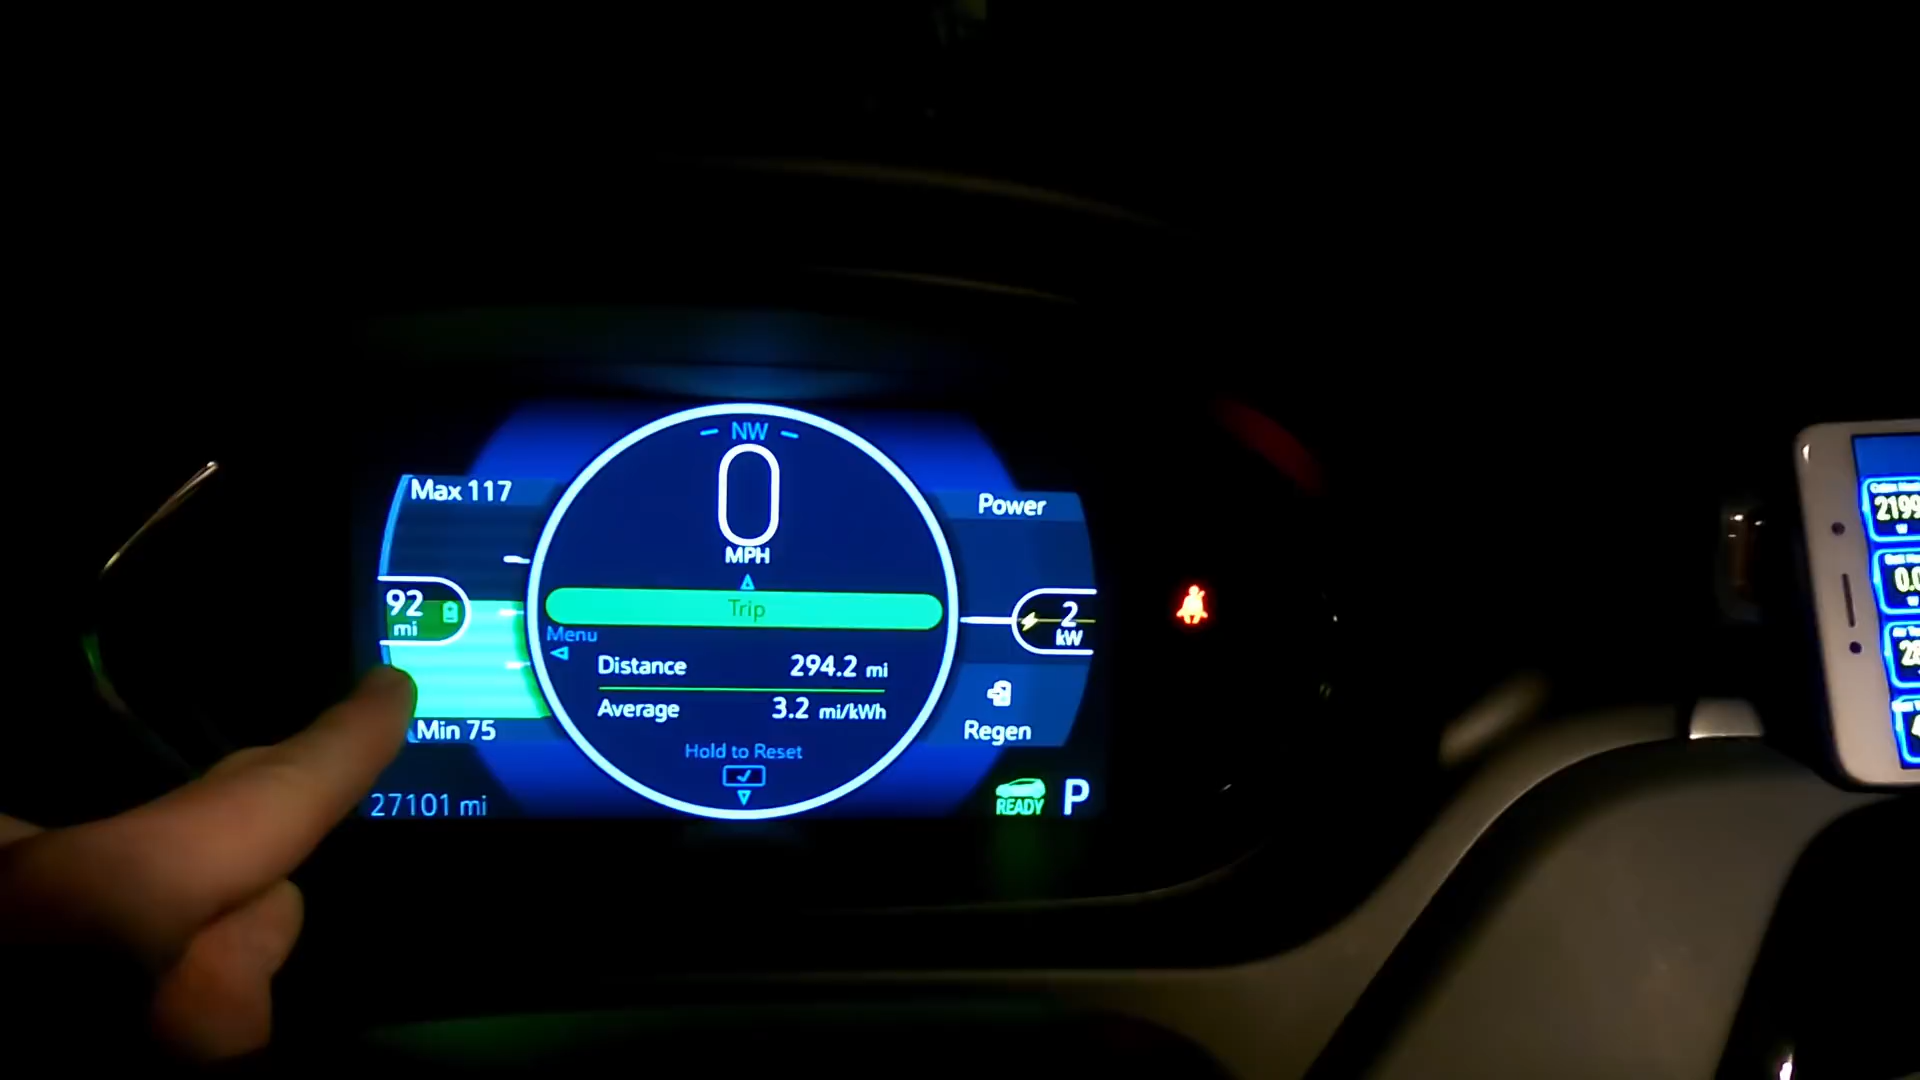 NW
0
MPH
Max 117
92
mi
Min 75
27101 mi
Trip
Menu
Distance 294.2 mi
Average 3.2 mi/kWh
Hold to Reset
Power
2
kW
Regen
READY P
2199
W